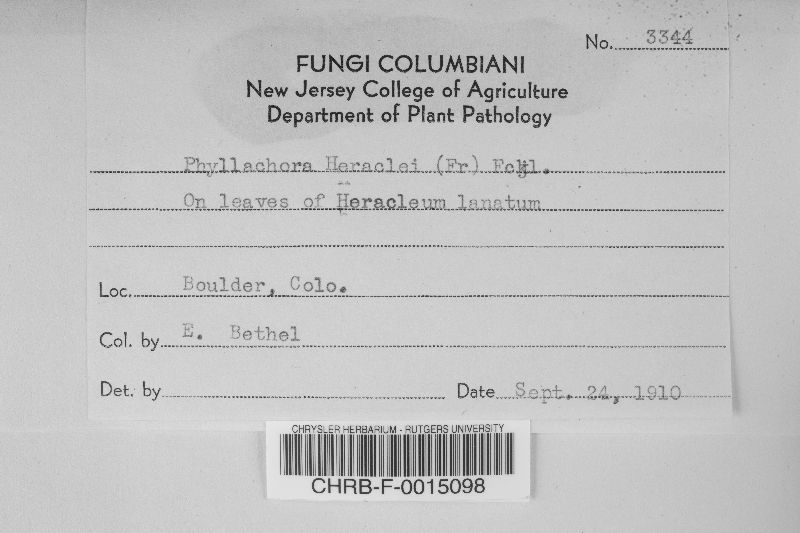 No. 3344
FUNGI COLUMBIANI
New Jersey College of Agriculture
Department of Plant Pathology
Phyllachora Heraclei (Fr) Fckl.
On leaves of Heracleum lanatum
Loc. Boulder, Colo.
Col. by E. Bethel
Det. by
Date Sept. 24, 1910
CHRYSLER HERBARIUM - RUTGERS UNIVERSITY
CHRB-F-0015098